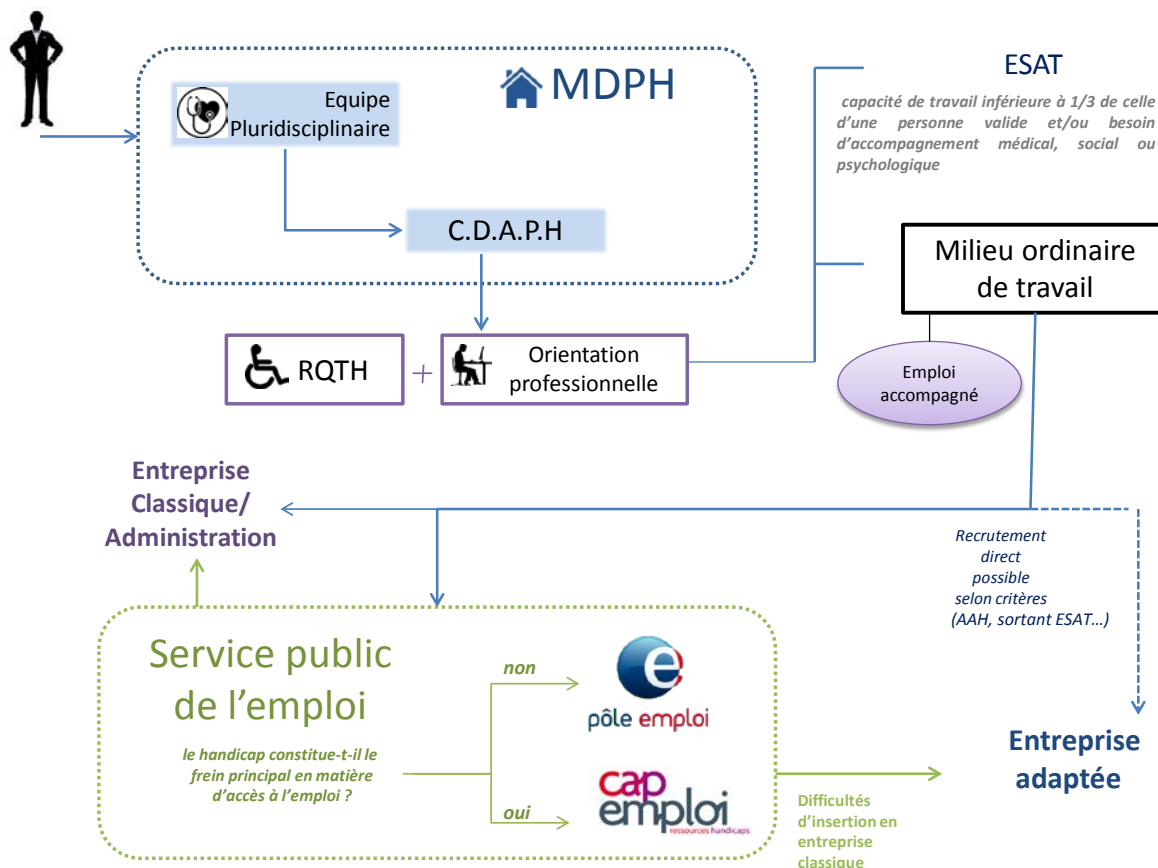 MDPH
Equipe
Pluridisciplinaire
C.D.A.P.H
RQTH
+
Orientation
professionnelle
ESAT
capacité de travail inférieure à 1/3 de celle
d'une personne valide et/ou besoin
d'accompagnement médical, social ou
psychologique
Milieu ordinaire
de travail
Emploi
accompagné
Entreprise
Classique/
Administration
Recrutement
direct
possible
selon critères
(AAH, sortant ESAT...)
Service public
de l'emploi
le handicap constitue-t-il le
frein principal en matière
d'accès à l'emploi ?
non
pôle emploi
oui
cap
emploi
ressources handicaps
Difficultés
d'insertion en
entreprise
classique
Entreprise
adaptée